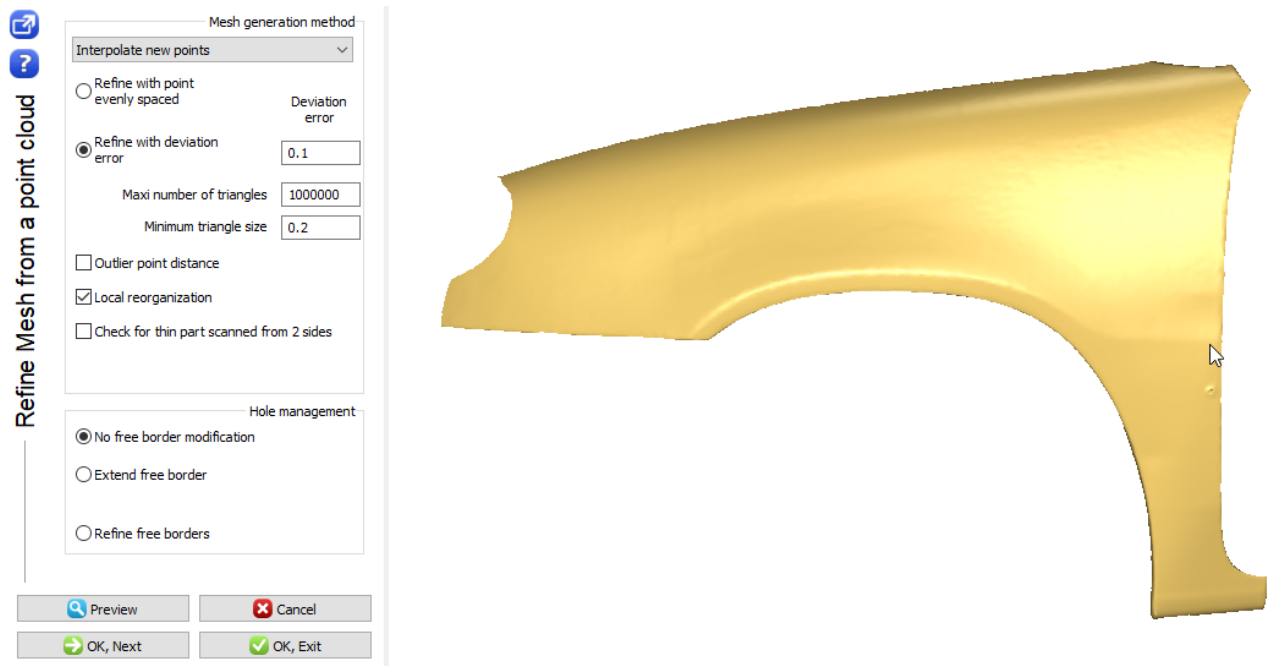 Refine Mesh from a point cloud
?
Mesh generation method
Interpolate new points
Refine with point
evenly spaced
Deviation
error
Refine with deviation
error
0.1
Maxi number of triangles
1000000
Minimum triangle size
0.2
Outlier point distance
Local reorganization
Check for thin part scanned from 2 sides
Hole management
No free border modification
Extend free border
Refine free borders
Preview
Cancel
OK, Next
OK, Exit